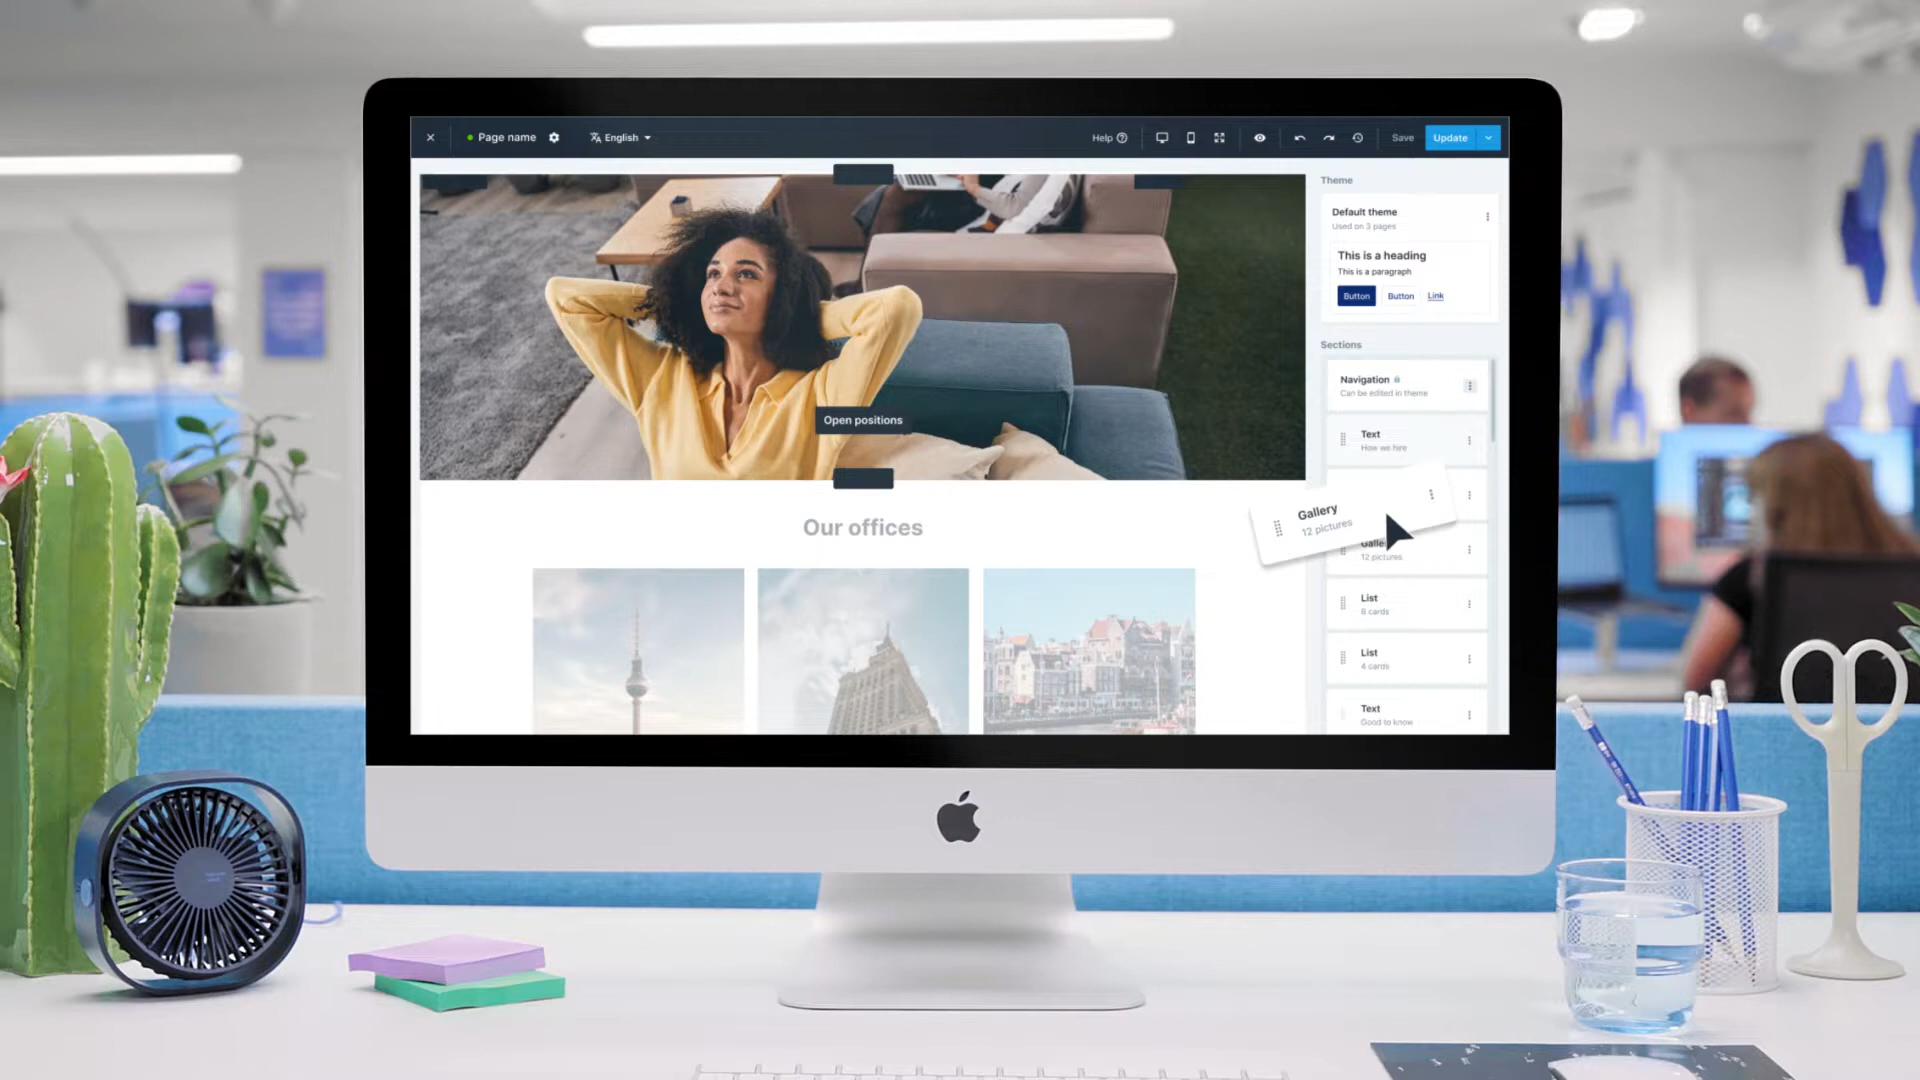 Page name
English
Help
Save
Update
Open positions
Our offices
Theme
Default theme
Used on 3 pages
This is a heading
This is a paragraph
Button
Button
Link
Sections
Navigation
Can be edited in theme
Text
How we hire
Gallery
12 pictures
12 pictures
List
8 cards
List
4 cards
Text
Good to know